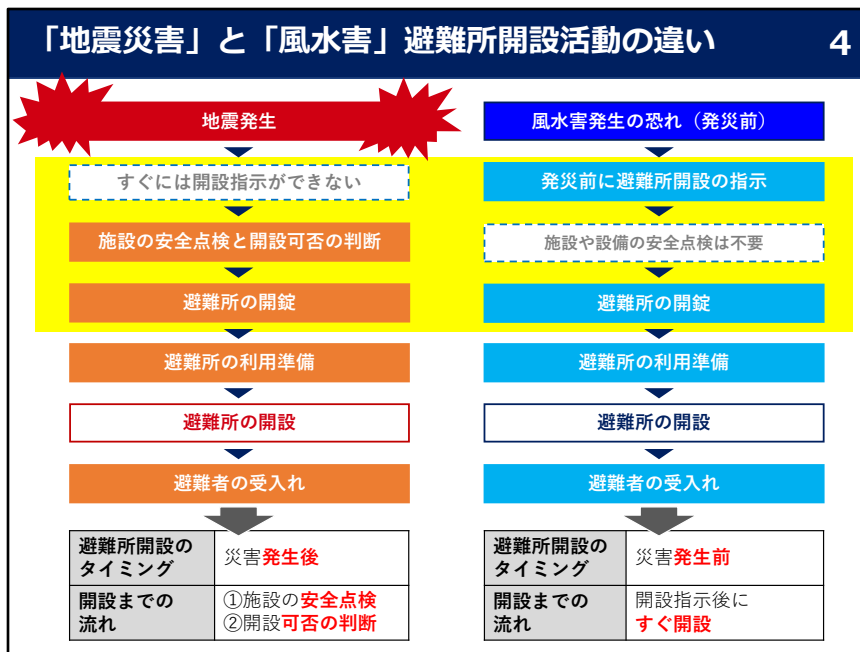 「地震災害」と「風水害」避難所開設活動の違い
4
地震発生
すぐには開設指示ができない
施設の安全点検と開設可否の判断
避難所の開錠
避難所の利用準備
避難所の開設
避難者の受入れ
避難所開設の
タイミング
災害発生後
開設までの
流れ
①施設の安全点検
②開設可否の判断
風水害発生の恐れ（発災前）
発災前に避難所開設の指示
施設や設備の安全点検は不要
避難所の開錠
避難所の利用準備
避難所の開設
避難者の受入れ
避難所開設の
タイミング
災害発生前
開設までの
流れ
開設指示後に
すぐ開設